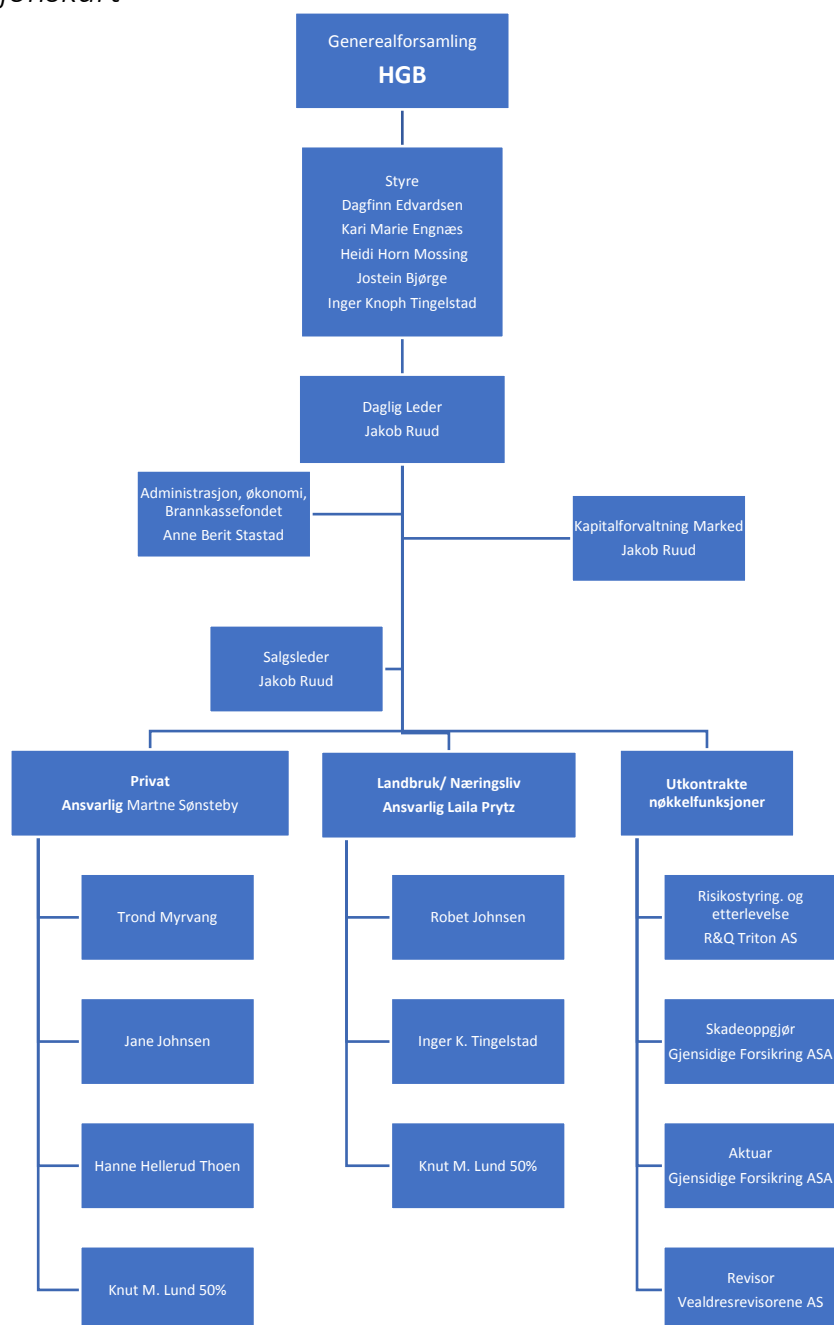 Generealforsamling
HGB
Styre
Dagfinn Edvardsen
Kari Marie Engnæs
Heidi Horn Mossing
Jostein Bjørge
Inger Knoph Tingelstad
Daglig Leder
Jakob Ruud
Administrasjon, økonomi,
Brannkassefondet
Anne Berit Stastad
Kapitalforvaltning Marked
Jakob Ruud
Salgsleder
Jakob Ruud
Privat
Ansvarlig Martne Sønsteby
Landbruk/ Næringsliv
Ansvarlig Laila Prytz
Utkontrakte
nøkkelfunksjoner
Trond Myrvang
Jane Johnsen
Hanne Hellerud Thoen
Knut M. Lund 50%
Robet Johnsen
Inger K. Tingelstad
Knut M. Lund 50%
Risikostyring. og
etterlevelse
R&Q Triton AS
Skadeoppgjør
Gjensidige Forsikring ASA
Aktuar
Gjensidige Forsikring ASA
Revisor
Vealdresrevisorene AS